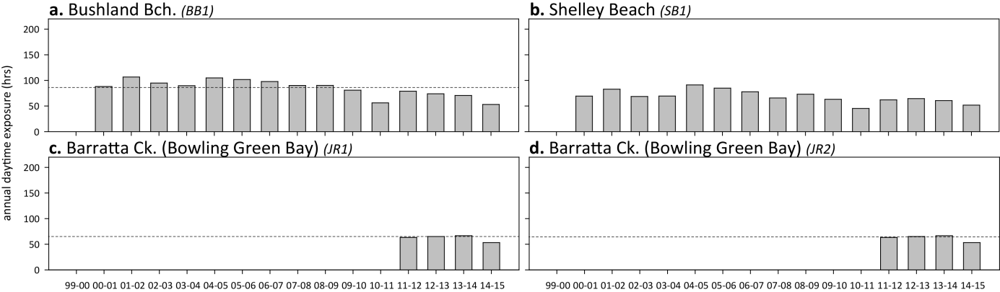 a. Bushland Bch. (BB1)
b. Shelley Beach (SB1)
200
150
100
50
0
annual daytime exposure (hrs)
c. Barratta Ck. (Bowling Green Bay) (JR1)
d. Barratta Ck. (Bowling Green Bay) (JR2)
200
150
100
50
0
99-00 00-01 01-02 02-03 03-04 04-05 05-06 06-07 07-08 08-09 09-10 10-11 11-12 12-13 13-14 14-15
99-00 00-01 01-02 02-03 03-04 04-05 05-06 06-07 07-08 08-09 09-10 10-11 11-12 12-13 13-14 14-15